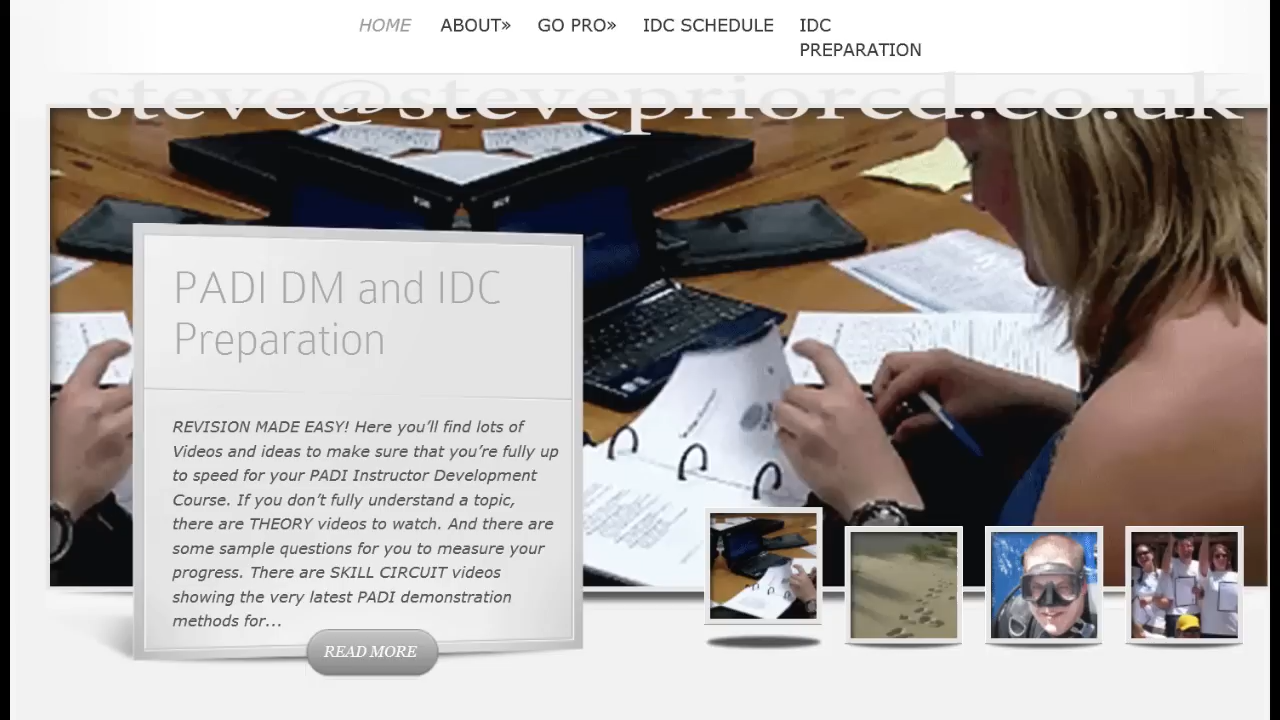 HOME ABOUT» GO PRO» IDC SCHEDULE IDC
PREPARATION
steve@stevepriorcd.co.uk
PADI DM and IDC
Preparation
REVISION MADE EASY! Here you’ll find lots of
Videos and ideas to make sure that you’re fully up
to speed for your PADI Instructor Development
Course. If you don’t fully understand a topic,
there are THEORY videos to watch. And there are
some sample questions for you to measure your
progress. There are SKILL CIRCUIT videos
showing the very latest PADI demonstration
methods for...
READ MORE